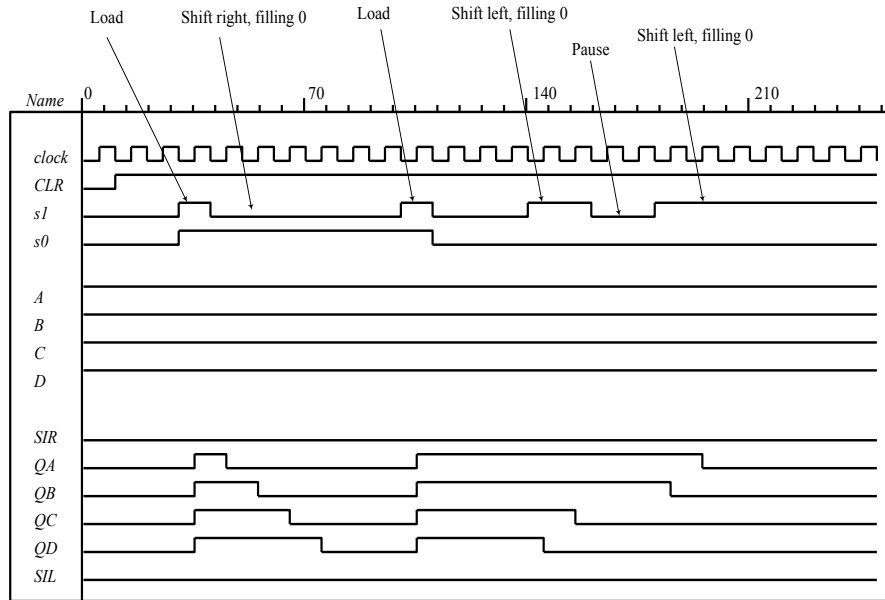 Load
Shift right, filling 0
Load
Shift left, filling 0
Pause
Shift left, filling 0
Name 0 70 140 210
clock
CLR
s1
s0
A
B
C
D
SIR
QA
QB
QC
QD
SIL